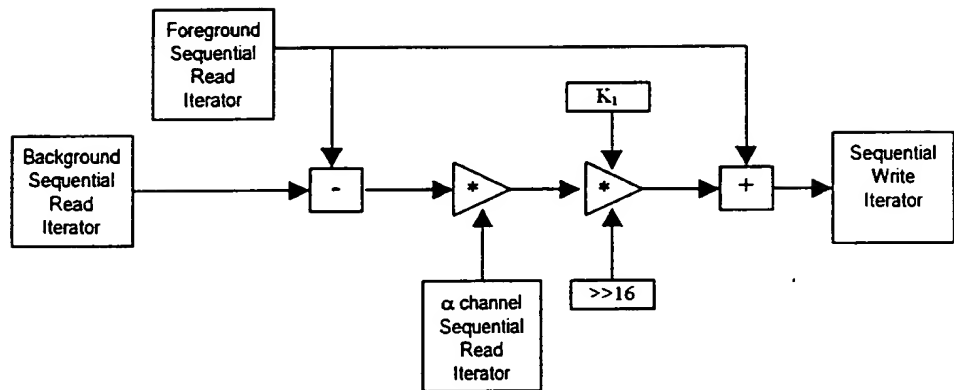 Foreground
Sequential
Read
Iterator
K₁
Background
Sequential
Read
Iterator
-
*
*
+
Sequential
Write
Iterator
α channel
Sequential
Read
Iterator
>>16